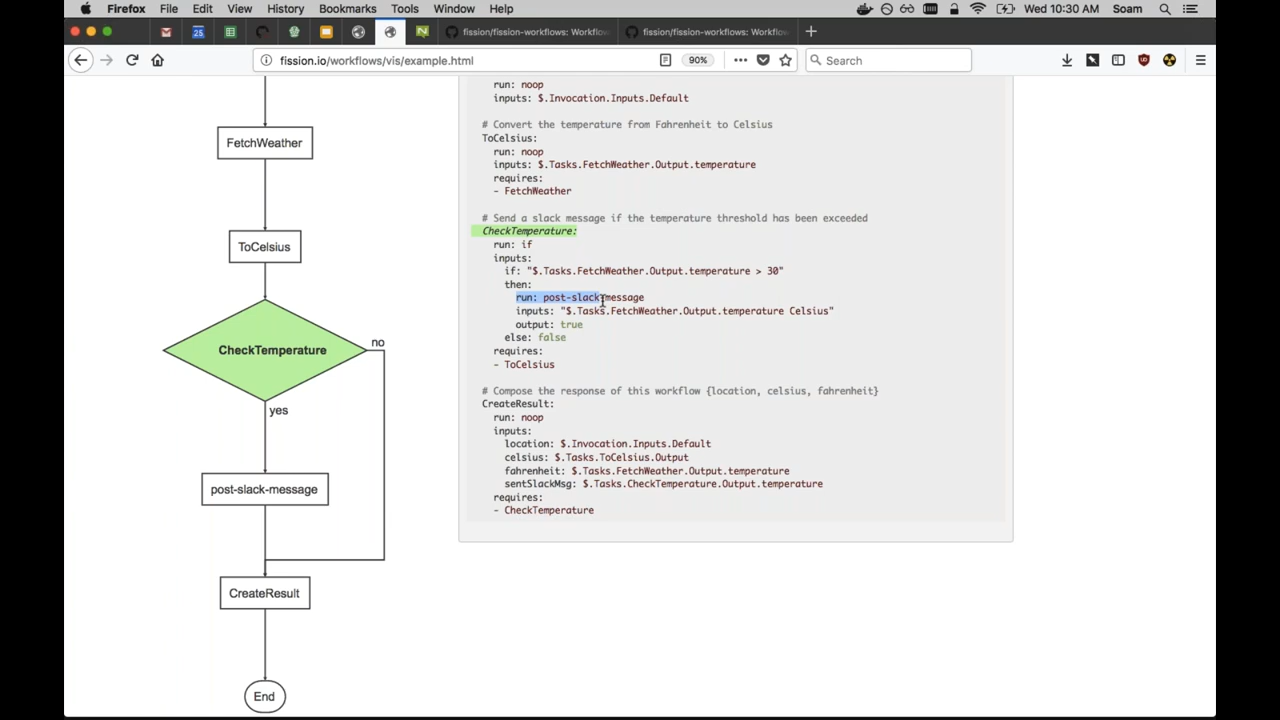 Firefox File Edit View History Bookmarks Tools Window Help Wed 10:30 AM Soam
25 fission/fission-workflows: Workflo fission/fission-workflows: Workflo
fission.io/workflows/vis/example.html 90% Search
run: noop
inputs: $.Invocation.Inputs.Default
# Convert the temperature from Fahrenheit to Celsius
ToCelsius:
run: noop
inputs: $.Tasks.FetchWeather.Output.temperature
requires:
- FetchWeather
# Send a slack message if the temperature threshold has been exceeded
CheckTemperature:
run: if
inputs:
if: "$.Tasks.FetchWeather.Output.temperature > 30"
then:
run: post-slack-message
inputs: "$.Tasks.FetchWeather.Output.temperature Celsius"
output: true
else: false
requires:
- ToCelsius
# Compose the response of this workflow {location, celsius, fahrenheit}
CreateResult:
run: noop
inputs:
location: $.Invocation.Inputs.Default
celsius: $.Tasks.ToCelsius.Output
fahrenheit: $.Tasks.FetchWeather.Output.temperature
sentSlackMsg: $.Tasks.CheckTemperature.Output.temperature
requires:
- CheckTemperature
FetchWeather
ToCelsius
CheckTemperature
no
yes
post-slack-message
CreateResult
End